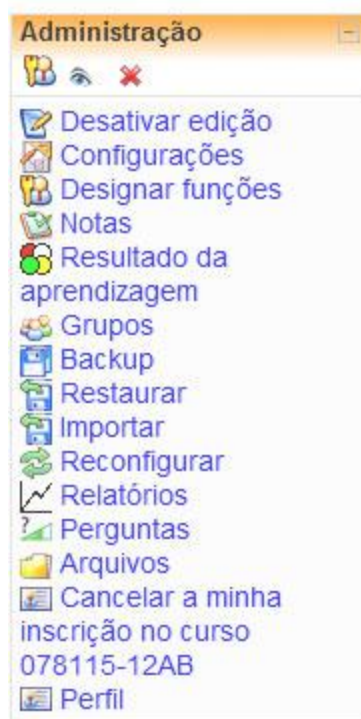 Administração
Desativar edição
Configurações
Designar funções
Notas
Resultado da
aprendizagem
Grupos
Backup
Restaurar
Importar
Reconfigurar
Relatórios
Perguntas
Arquivos
Cancelar a minha
inscrição no curso
078115-12AB
Perfil